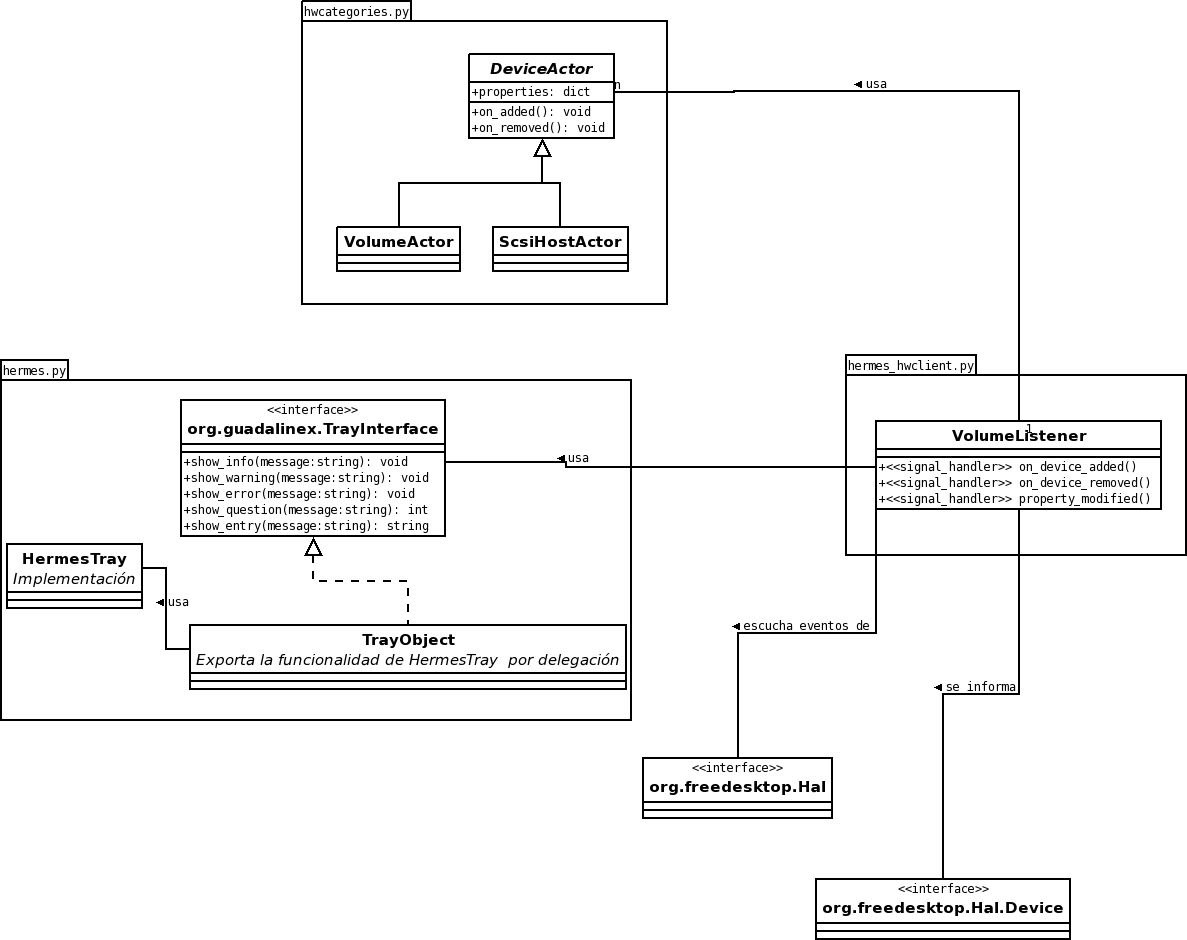 hwcategories.py
DeviceActor
+properties: dict
+on_added(): void
+on_removed(): void
n
◄ usa
VolumeActor
ScsiHostActor
hermes.py
<<interface>>
org.guadalinex.TrayInterface
+show_info(message:string): void
+show_warning(message:string): void
+show_error(message:string): void
+show_question(message:string): int
+show_entry(message:string): string
◄ usa
hermes_hwclient.py
1
VolumeListener
+<<signal_handler>> on_device_added()
+<<signal_handler>> on_device_removed()
+<<signal_handler>> property_modified()
HermesTray
Implementación
◄ usa
TrayObject
Exporta la funcionalidad de HermesTray por delegación
◄ escucha eventos de
◄ se informa
<<interface>>
org.freedesktop.Hal
<<interface>>
org.freedesktop.Hal.Device